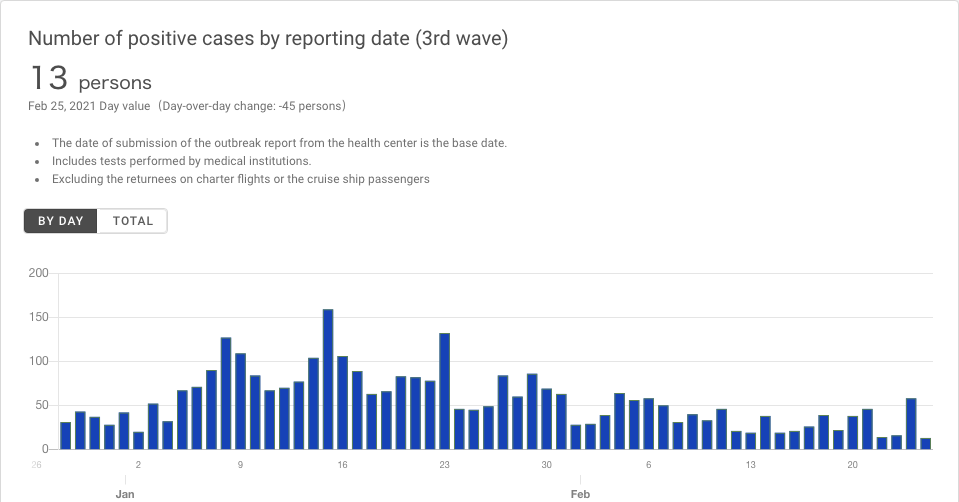 Number of positive cases by reporting date (3rd wave)
13 persons
Feb 25, 2021 Day value（Day-over-day change: -45 persons）
• The date of submission of the outbreak report from the health center is the base date.
• Includes tests performed by medical institutions.
• Excluding the returnees on charter flights or the cruise ship passengers
BY DAY TOTAL
200
150
100
50
0
26 2 9 16 23 30 6 13 20
Jan Feb